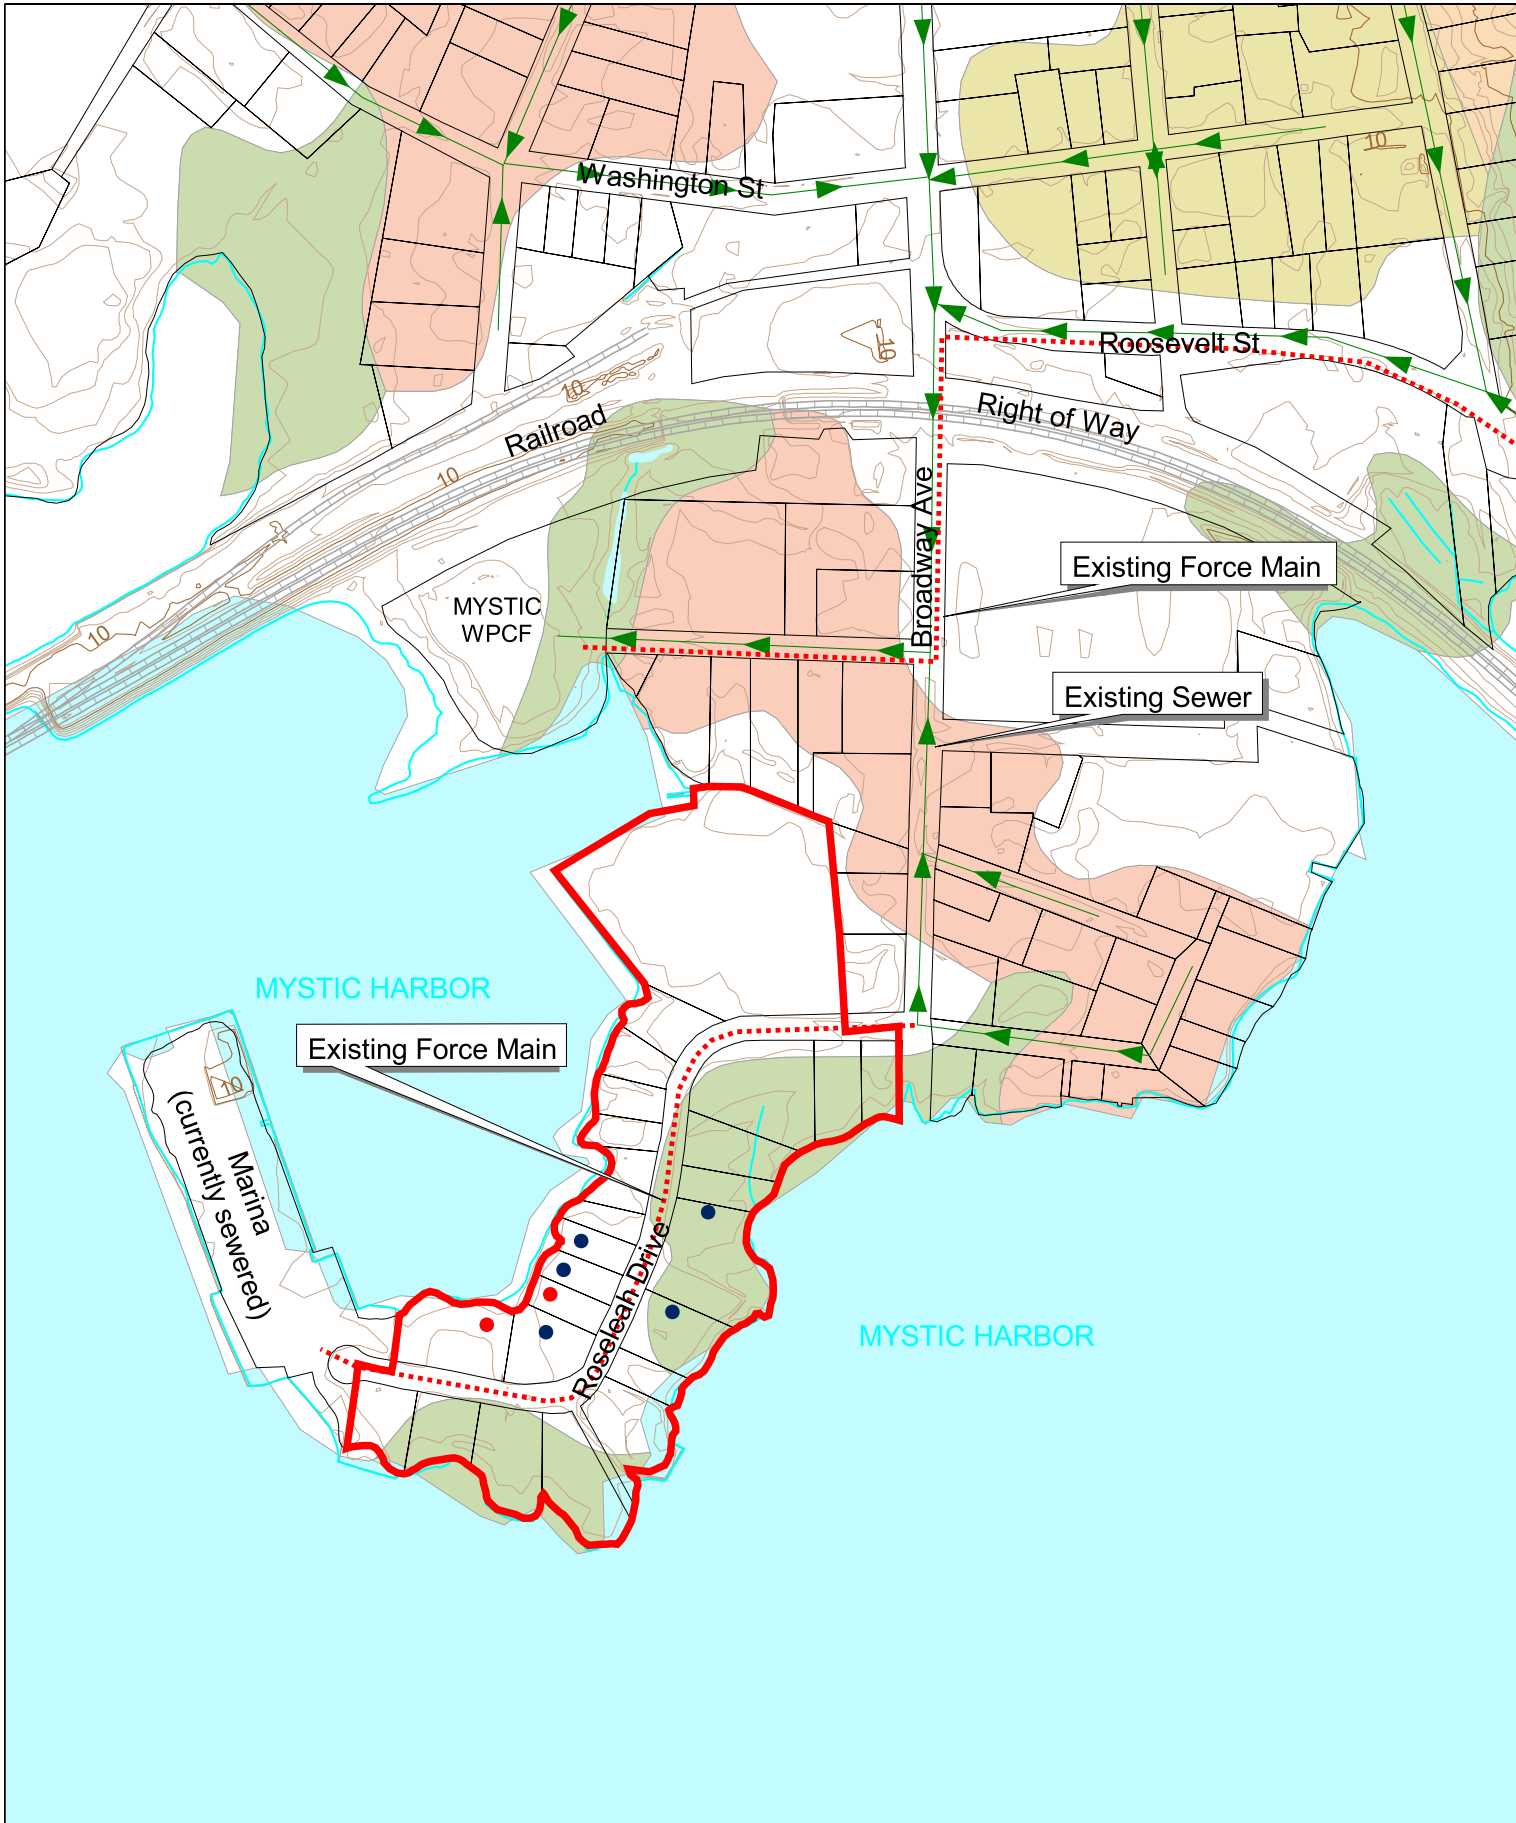 10
Washington St
10
Roosevelt St
10
Right of Way
Railroad
10
Broadway Ave
Existing Force Main
MYSTIC
WPCF
10
Existing Sewer
MYSTIC HARBOR
Existing Force Main
10
Marina
(currently sewered)
Roseleah Drive
MYSTIC HARBOR